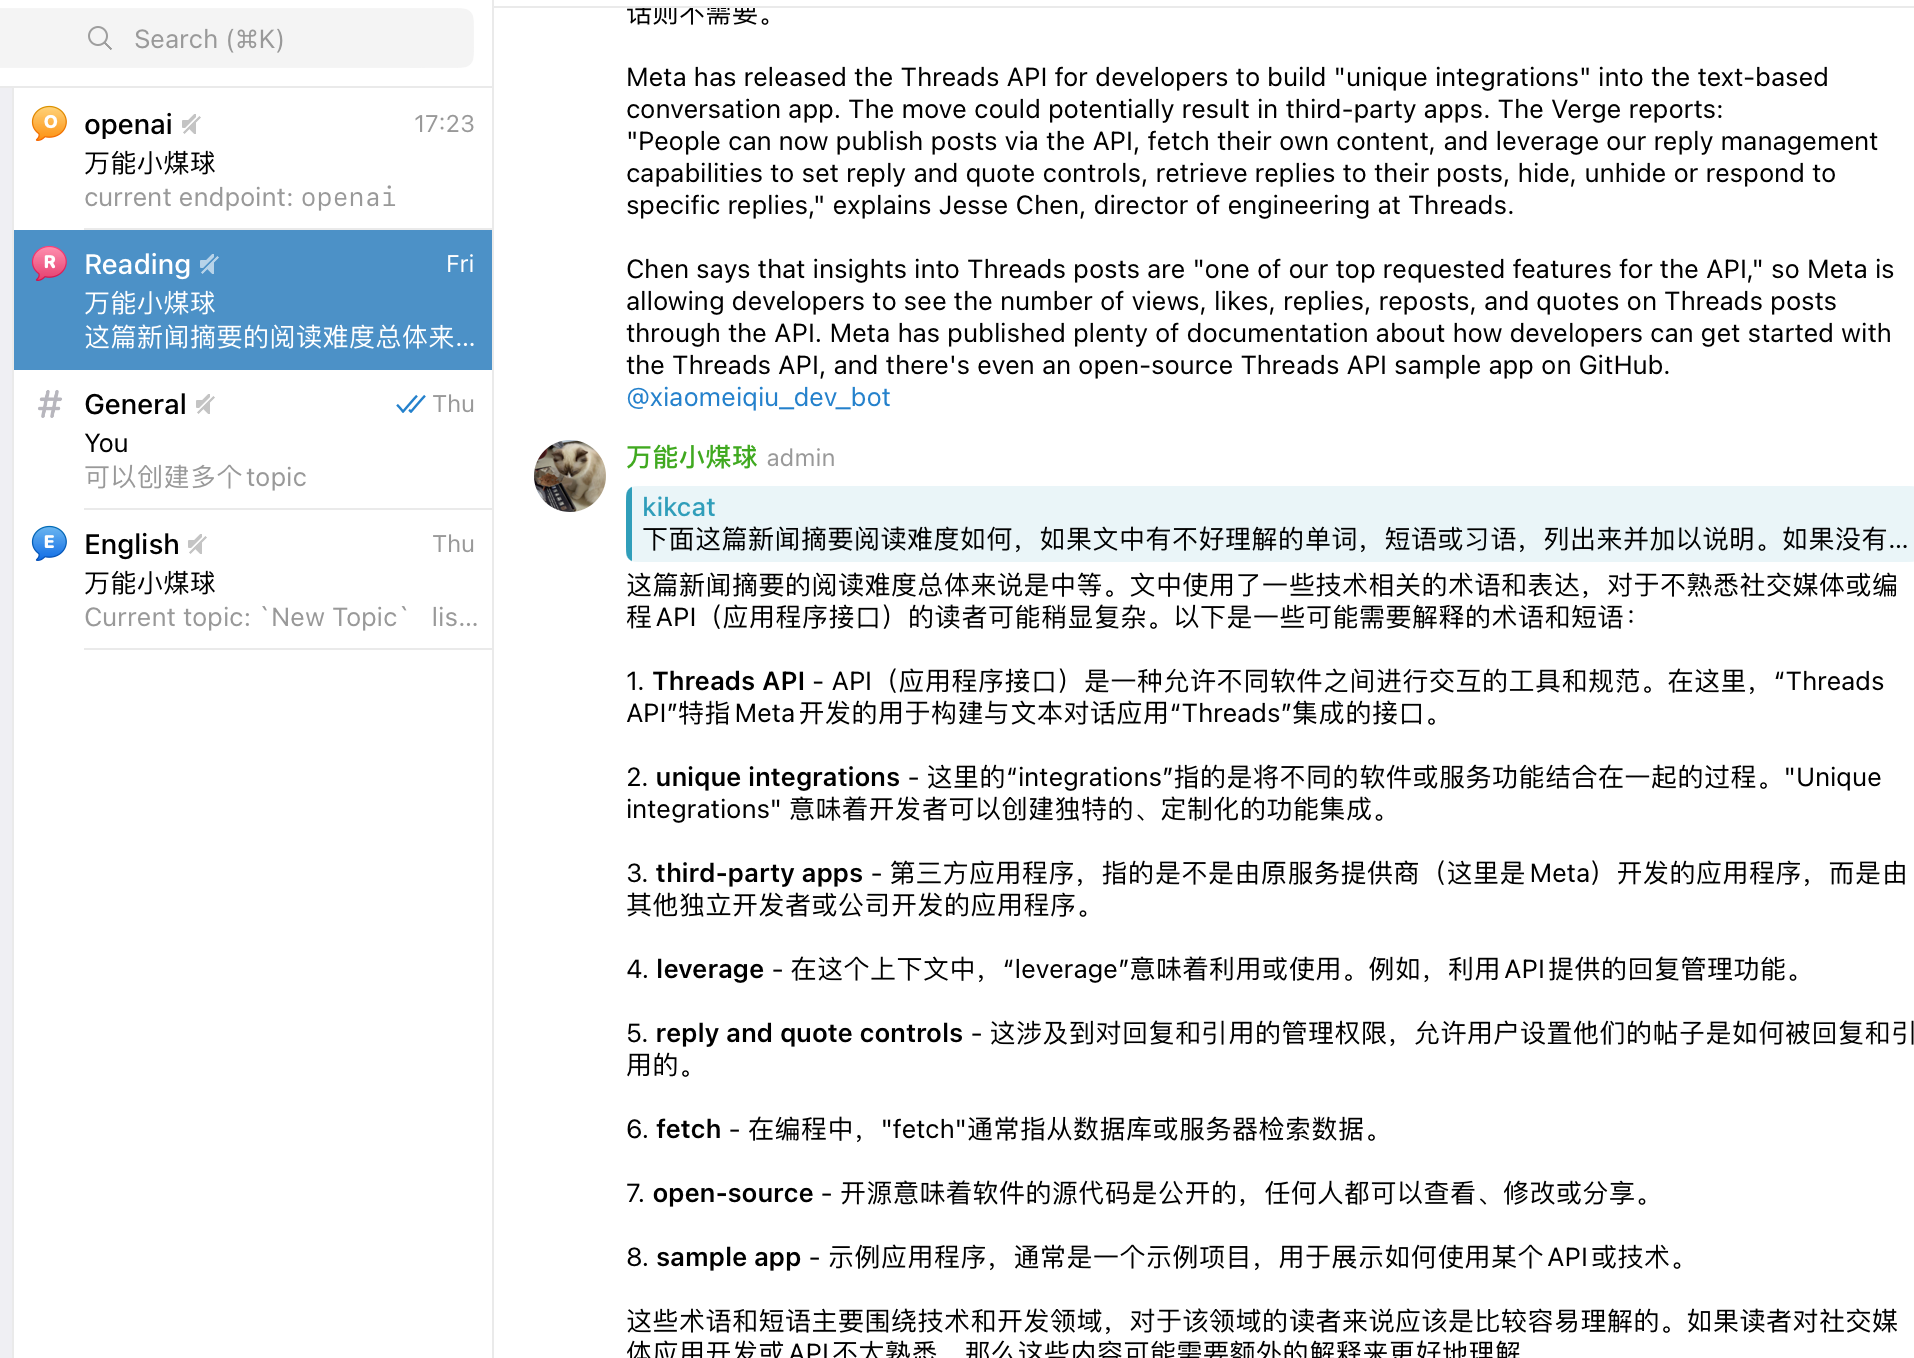 Search (⌘K)
openai
17:23
万能小煤球
current endpoint: openai
Reading
Fri
万能小煤球
这篇新闻摘要的阅读难度总体来...
General
Thu
You
可以创建多个topic
English
Thu
万能小煤球
Current topic: `New Topic` lis...
话则不需要。
Meta has released the Threads API for developers to build "unique integrations" into the text-based
conversation app. The move could potentially result in third-party apps. The Verge reports:
"People can now publish posts via the API, fetch their own content, and leverage our reply management
capabilities to set reply and quote controls, retrieve replies to their posts, hide, unhide or respond to
specific replies," explains Jesse Chen, director of engineering at Threads.
Chen says that insights into Threads posts are "one of our top requested features for the API," so Meta is
allowing developers to see the number of views, likes, replies, reposts, and quotes on Threads posts
through the API. Meta has published plenty of documentation about how developers can get started with
the Threads API, and there's even an open-source Threads API sample app on GitHub.
@xiaomeiqiu_dev_bot
万能小煤球 admin
kikcat
下面这篇新闻摘要阅读难度如何，如果文中有不好理解的单词，短语或习语，列出来并加以说明。如果没有...
这篇新闻摘要的阅读难度总体来说是中等。文中使用了一些技术相关的术语和表达，对于不熟悉社交媒体或编
程API（应用程序接口）的读者可能稍显复杂。以下是一些可能需要解释的术语和短语：
1. Threads API - API（应用程序接口）是一种允许不同软件之间进行交互的工具和规范。在这里，“Threads
API”特指Meta开发的用于构建与文本对话应用“Threads”集成的接口。
2. unique integrations - 这里的“integrations”指的是将不同的软件或服务功能结合在一起的过程。"Unique
integrations" 意味着开发者可以创建独特的、定制化的功能集成。
3. third-party apps - 第三方应用程序，指的是不是由原服务提供商（这里是Meta）开发的应用程序，而是由
其他独立开发者或公司开发的应用程序。
4. leverage - 在这个上下文中，“leverage”意味着利用或使用。例如，利用API提供的回复管理功能。
5. reply and quote controls - 这涉及到对回复和引用的管理权限，允许用户设置他们的帖子是如何被回复和引
用的。
6. fetch - 在编程中，"fetch"通常指从数据库或服务器检索数据。
7. open-source - 开源意味着软件的源代码是公开的，任何人都可以查看、修改或分享。
8. sample app - 示例应用程序，通常是一个示例项目，用于展示如何使用某个API或技术。
这些术语和短语主要围绕技术和开发领域，对于该领域的读者来说应该是比较容易理解的。如果读者对社交媒
体应用开发或API不太熟悉，那么这些内容可能需要额外的解释来更好地理解